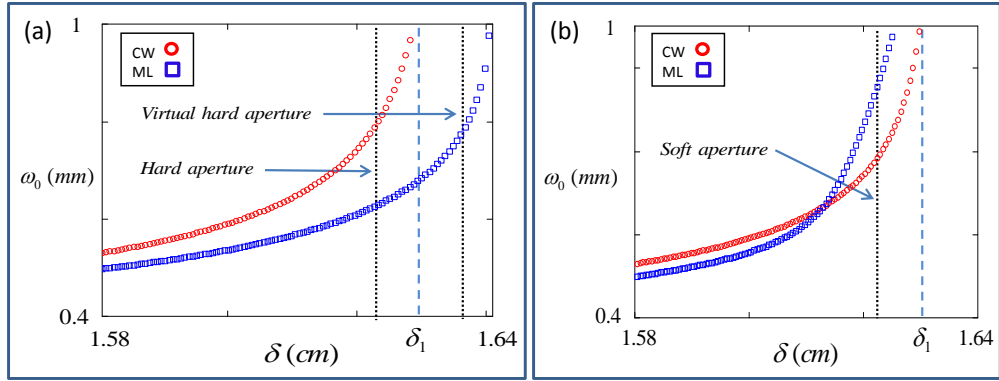 (a)
1
CW
ML
Virtual hard aperture
Hard aperture
ω₀ (mm)
0.4
1.58
δ (cm)
δ₁
1.64
(b)
1
CW
ML
Soft aperture
ω₀ (mm)
0.4
1.58
δ (cm)
δ₁
1.64